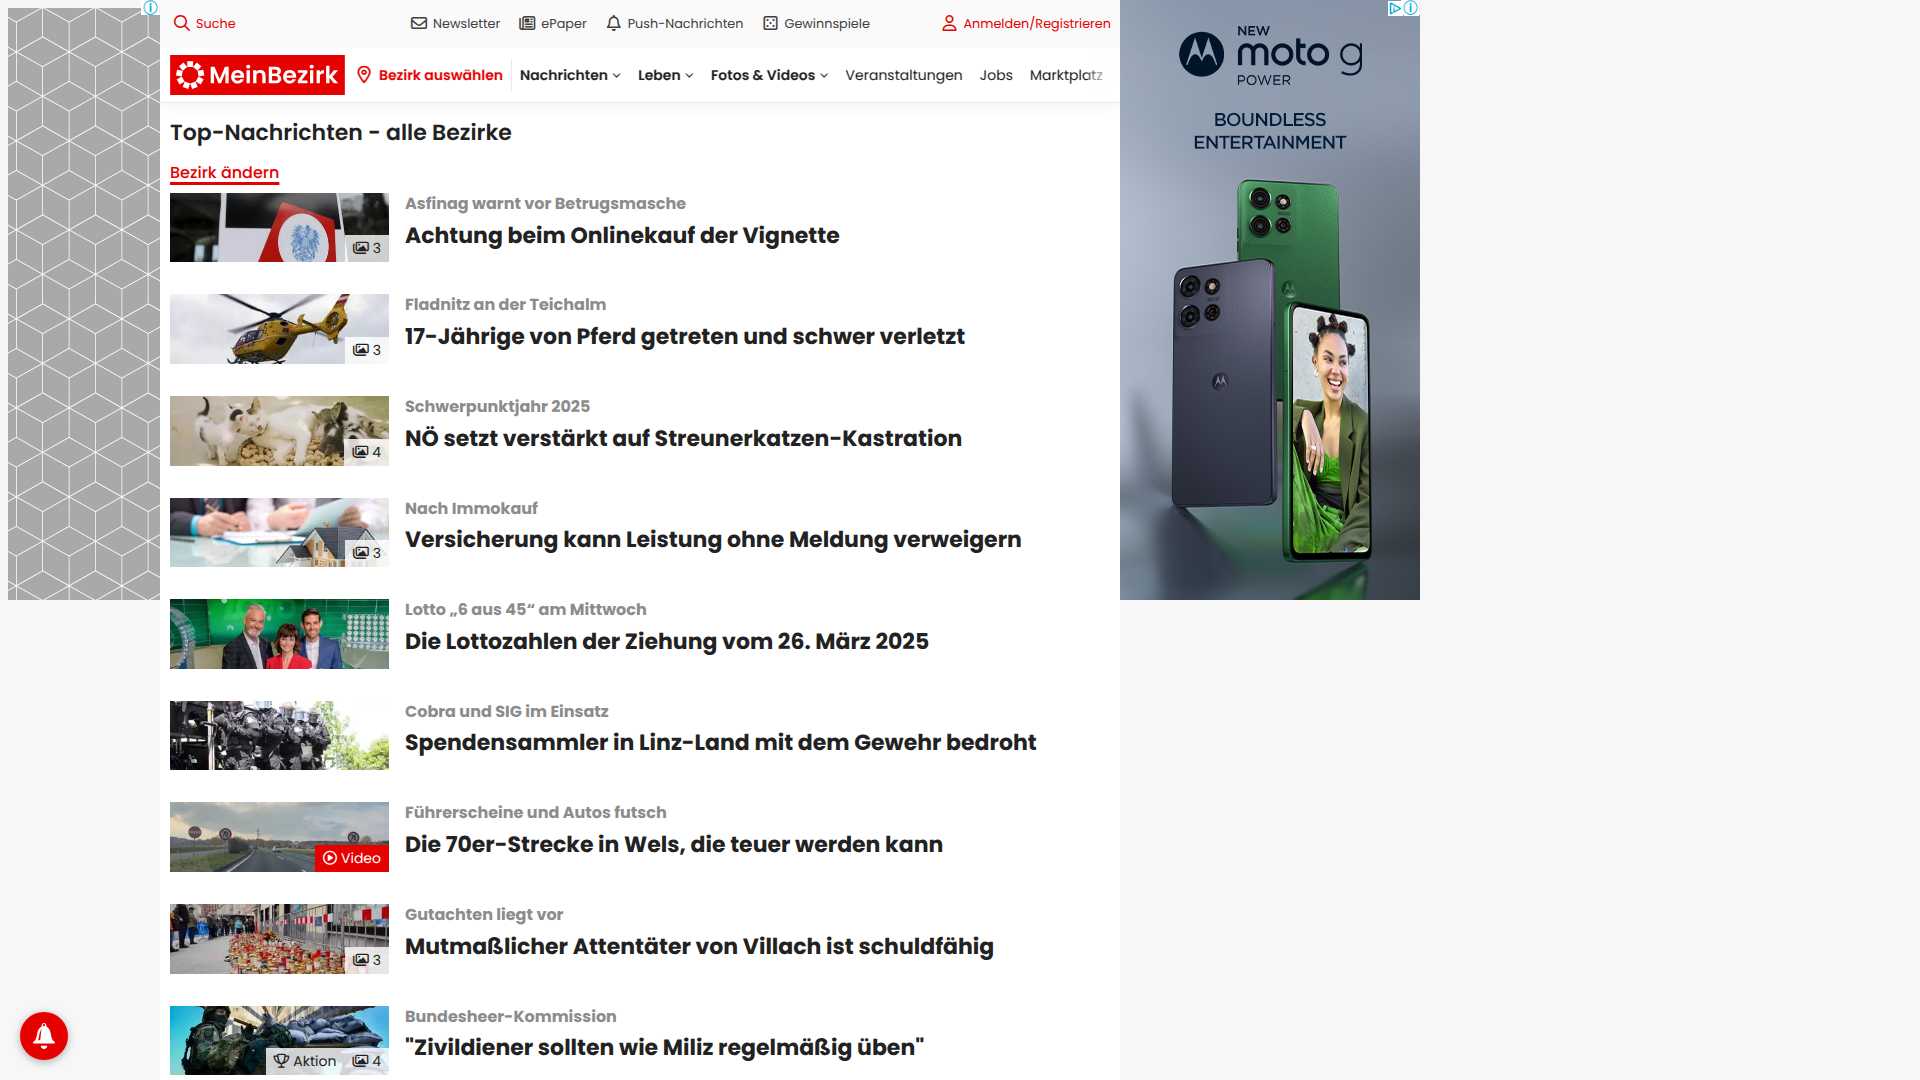 Suche
Newsletter
ePaper
Push-Nachrichten
Gewinnspiele
Anmelden/Registrieren
MeinBezirk
Bezirk auswählen
Nachrichten
Leben
Fotos & Videos
Veranstaltungen
Jobs
Marktplatz
Top-Nachrichten - alle Bezirke
Bezirk ändern
3
Asfinag warnt vor Betrugsmasche
Achtung beim Onlinekauf der Vignette
3
Fladnitz an der Teichalm
17-Jährige von Pferd getreten und schwer verletzt
4
Schwerpunktjahr 2025
NÖ setzt verstärkt auf Streunerkatzen-Kastration
3
Nach Immokauf
Versicherung kann Leistung ohne Meldung verweigern
Lotto „6 aus 45“ am Mittwoch
Die Lottozahlen der Ziehung vom 26. März 2025
Cobra und SIG im Einsatz
Spendensammler in Linz-Land mit dem Gewehr bedroht
Video
Führerscheine und Autos futsch
Die 70er-Strecke in Wels, die teuer werden kann
3
Gutachten liegt vor
Mutmaßlicher Attentäter von Villach ist schuldfähig
Aktion
4
Bundesheer-Kommission
"Zivildiener sollten wie Miliz regelmäßig üben"
NEW
moto g
POWER
BOUNDLESS
ENTERTAINMENT